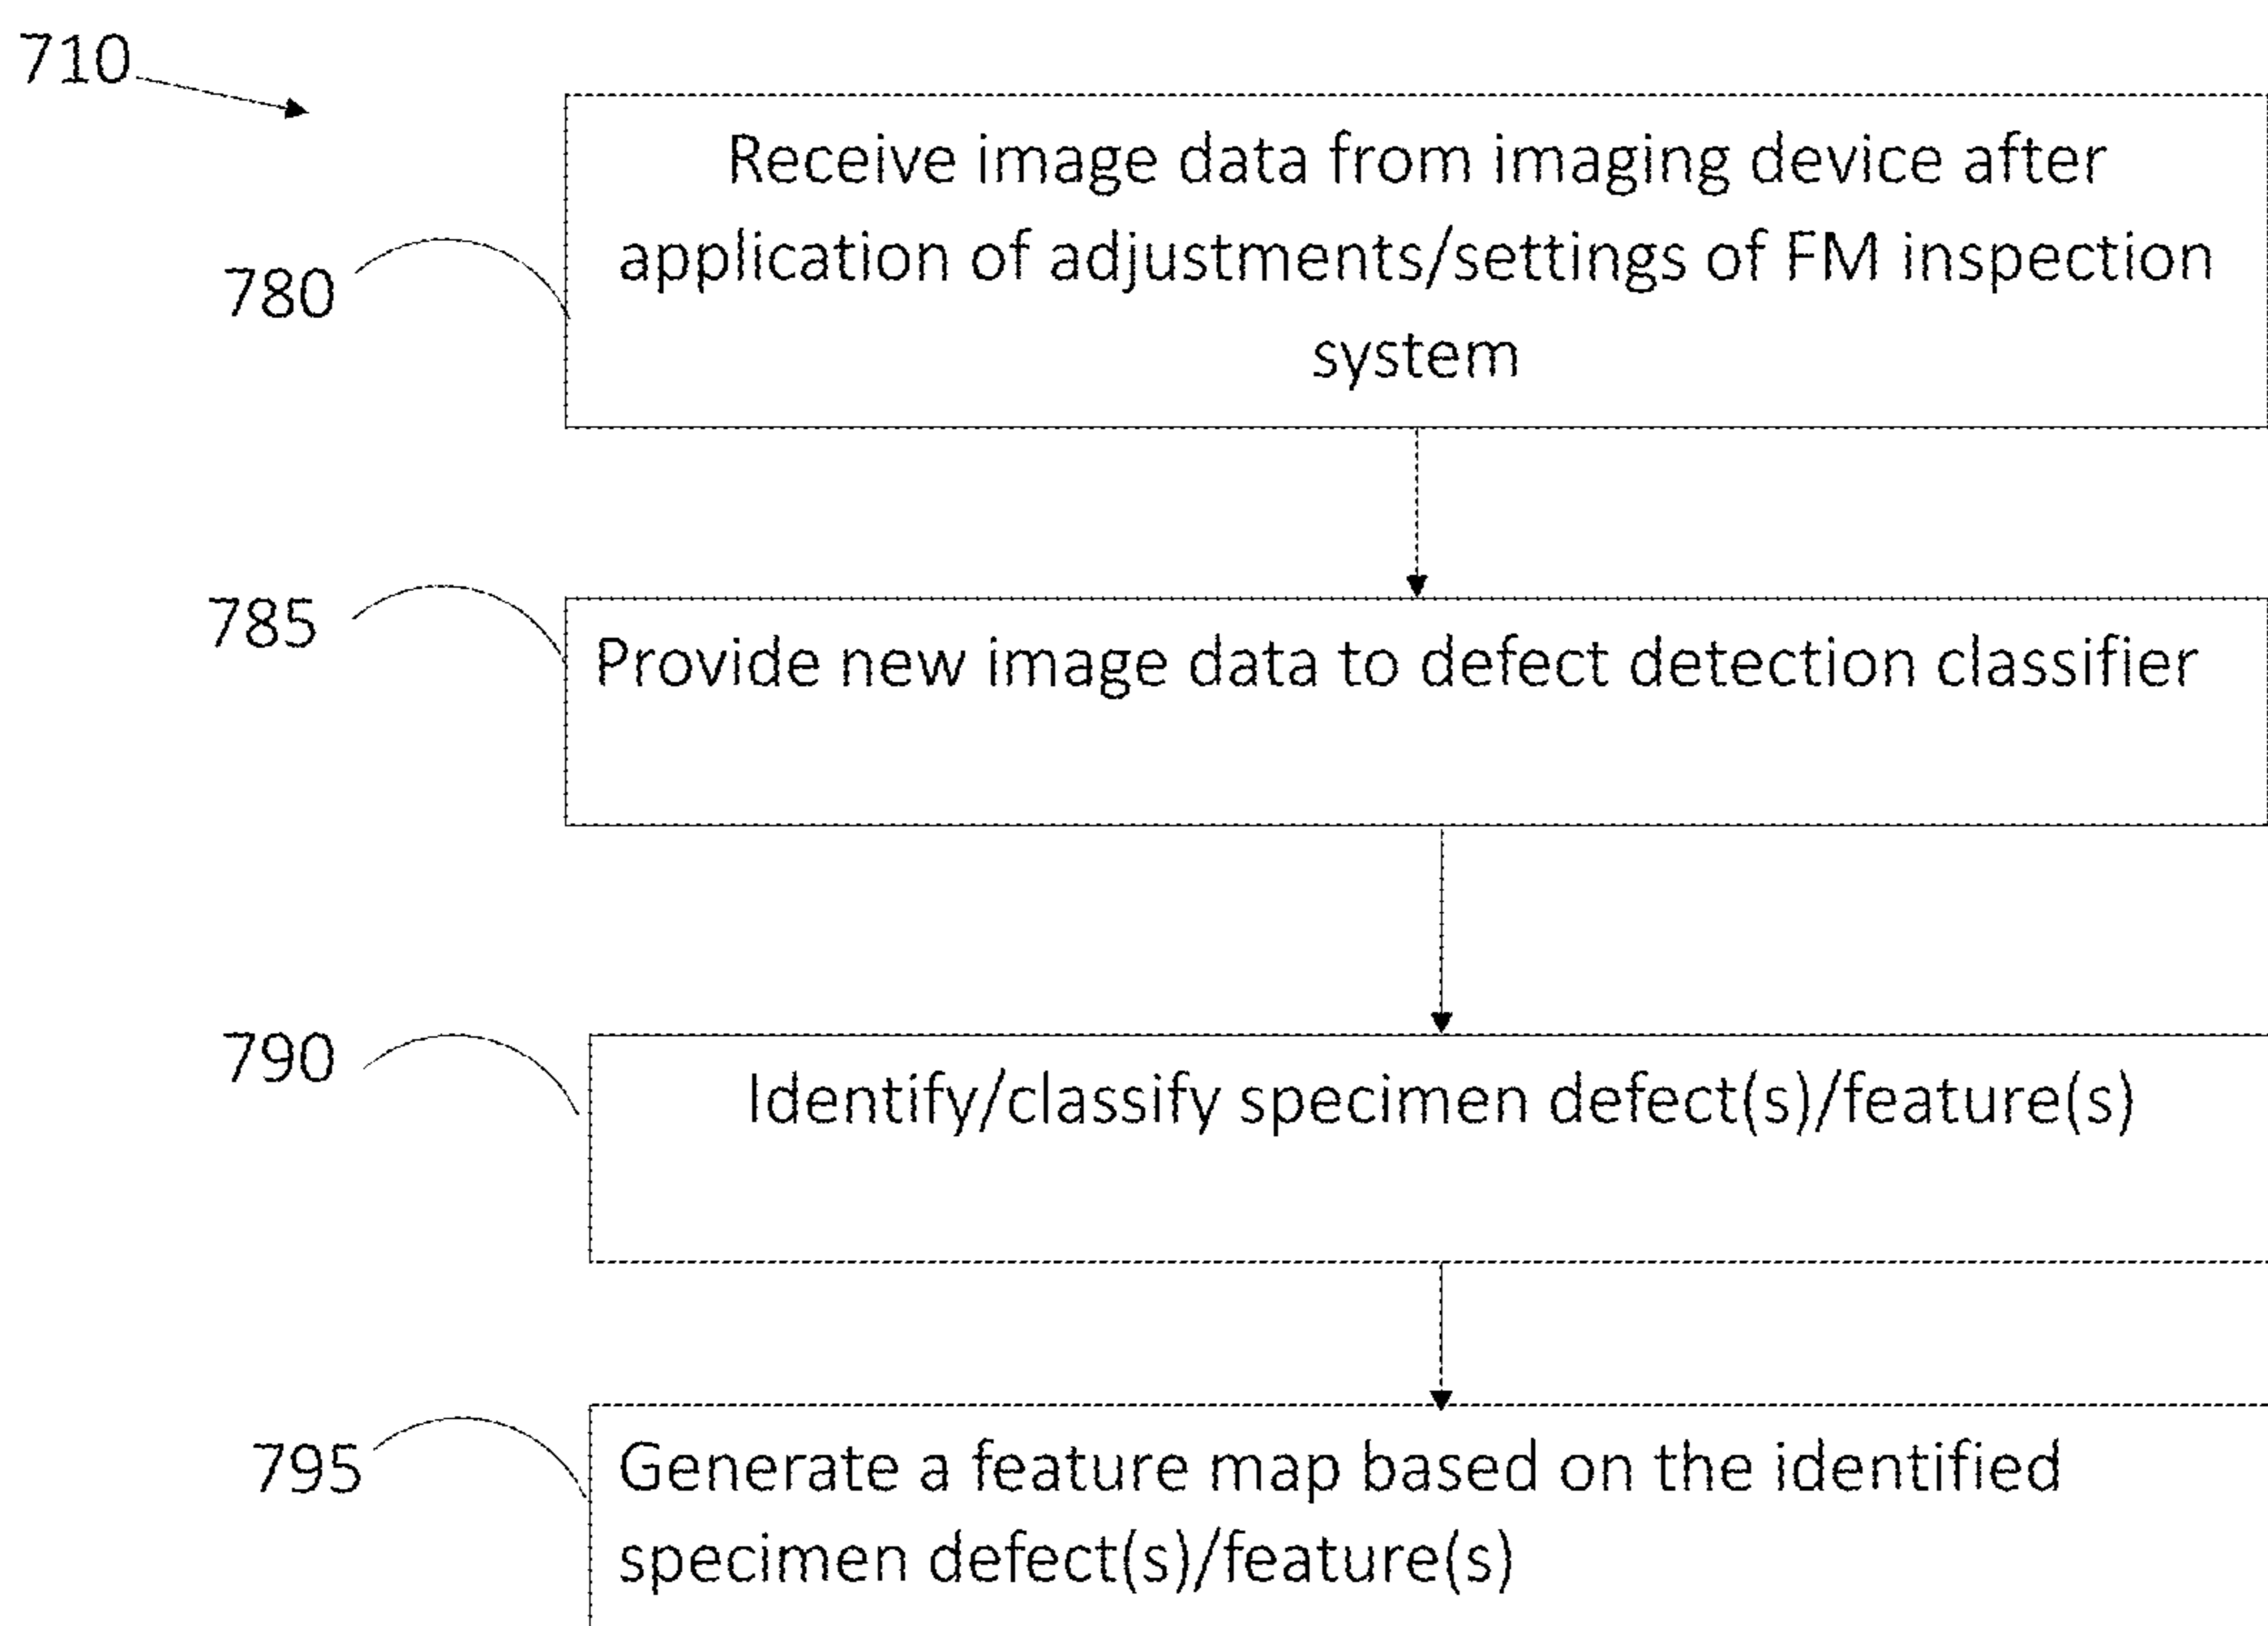 710
Receive image data from imaging device after
application of adjustments/settings of FM inspection
system
780
785
Provide new image data to defect detection classifier
790
Identify/classify specimen defect(s)/feature(s)
795
Generate a feature map based on the identified
specimen defect(s)/feature(s)